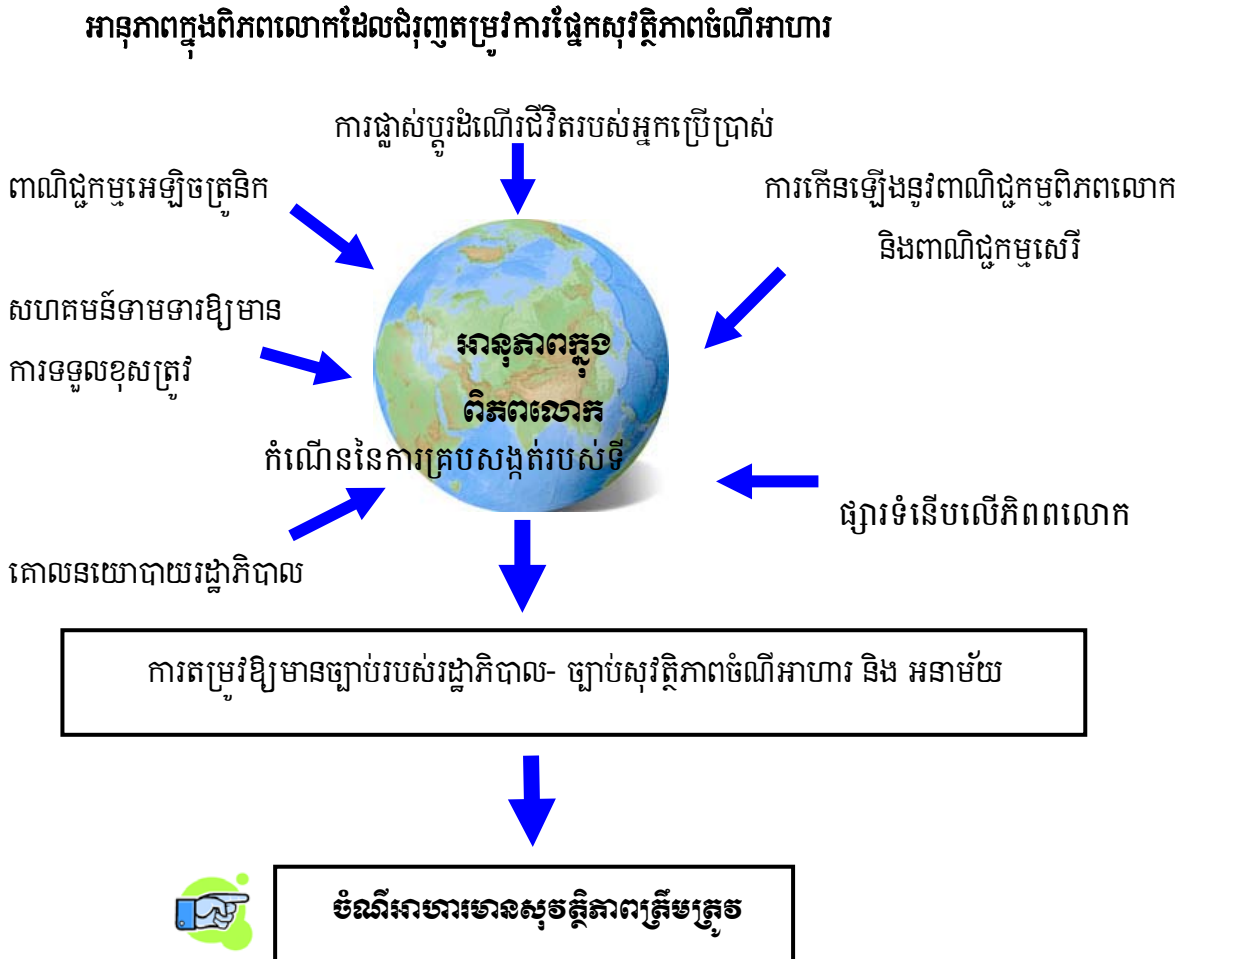 អានុភាពក្នុងពិភពលោកដែលជំរុញតម្រូវការផ្នែកសុវត្ថិភាពចំណីអាហារ
ការផ្លាស់ប្តូរដំណើរជីវិតរបស់អ្នកប្រើប្រាស់
ពាណិជ្ជកម្មអេឡិចត្រូនិក
ការកើនឡើងនូវពាណិជ្ជកម្មពិភពលោក
និងពាណិជ្ជកម្មសេរី
សហគមន៍ទាមទារឱ្យមាន
ការទទួលខុសត្រូវ
អានុភាពក្នុង
ពិភពលោក
កំណើននៃការគ្របសង្កត់របស់ទី
ផ្សារទំនើបលើភិពពលោក
គោលនយោបាយរដ្ឋាភិបាល
ការតម្រូវឱ្យមានច្បាប់របស់រដ្ឋាភិបាល- ច្បាប់សុវត្ថិភាពចំណីអាហារ និង អនាម័យ
ចំណីអាហារមានសុវត្ថិភាពត្រឹមត្រូវ